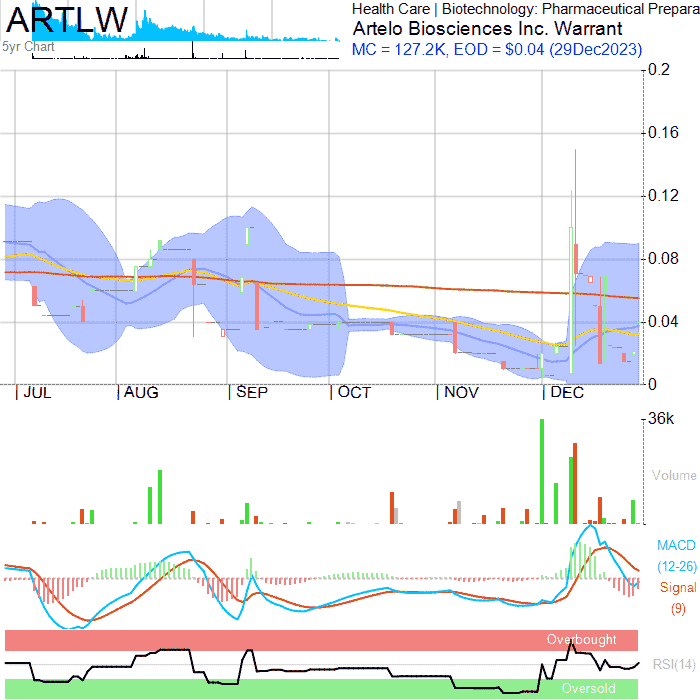 ARTLW
Health Care | Biotechnology: Pharmaceutical Prepara
Artelo Biosciences Inc. Warrant
MC = 127.2K, EOD = $0.04 (29Dec2023)
5yr Chart
0.2
0.16
0.12
0.08
0.04
0
JUL
AUG
SEP
OCT
NOV
DEC
36k
Volume
MACD
(12-26)
Signal
(9)
Overbought
RSI(14)
Oversold